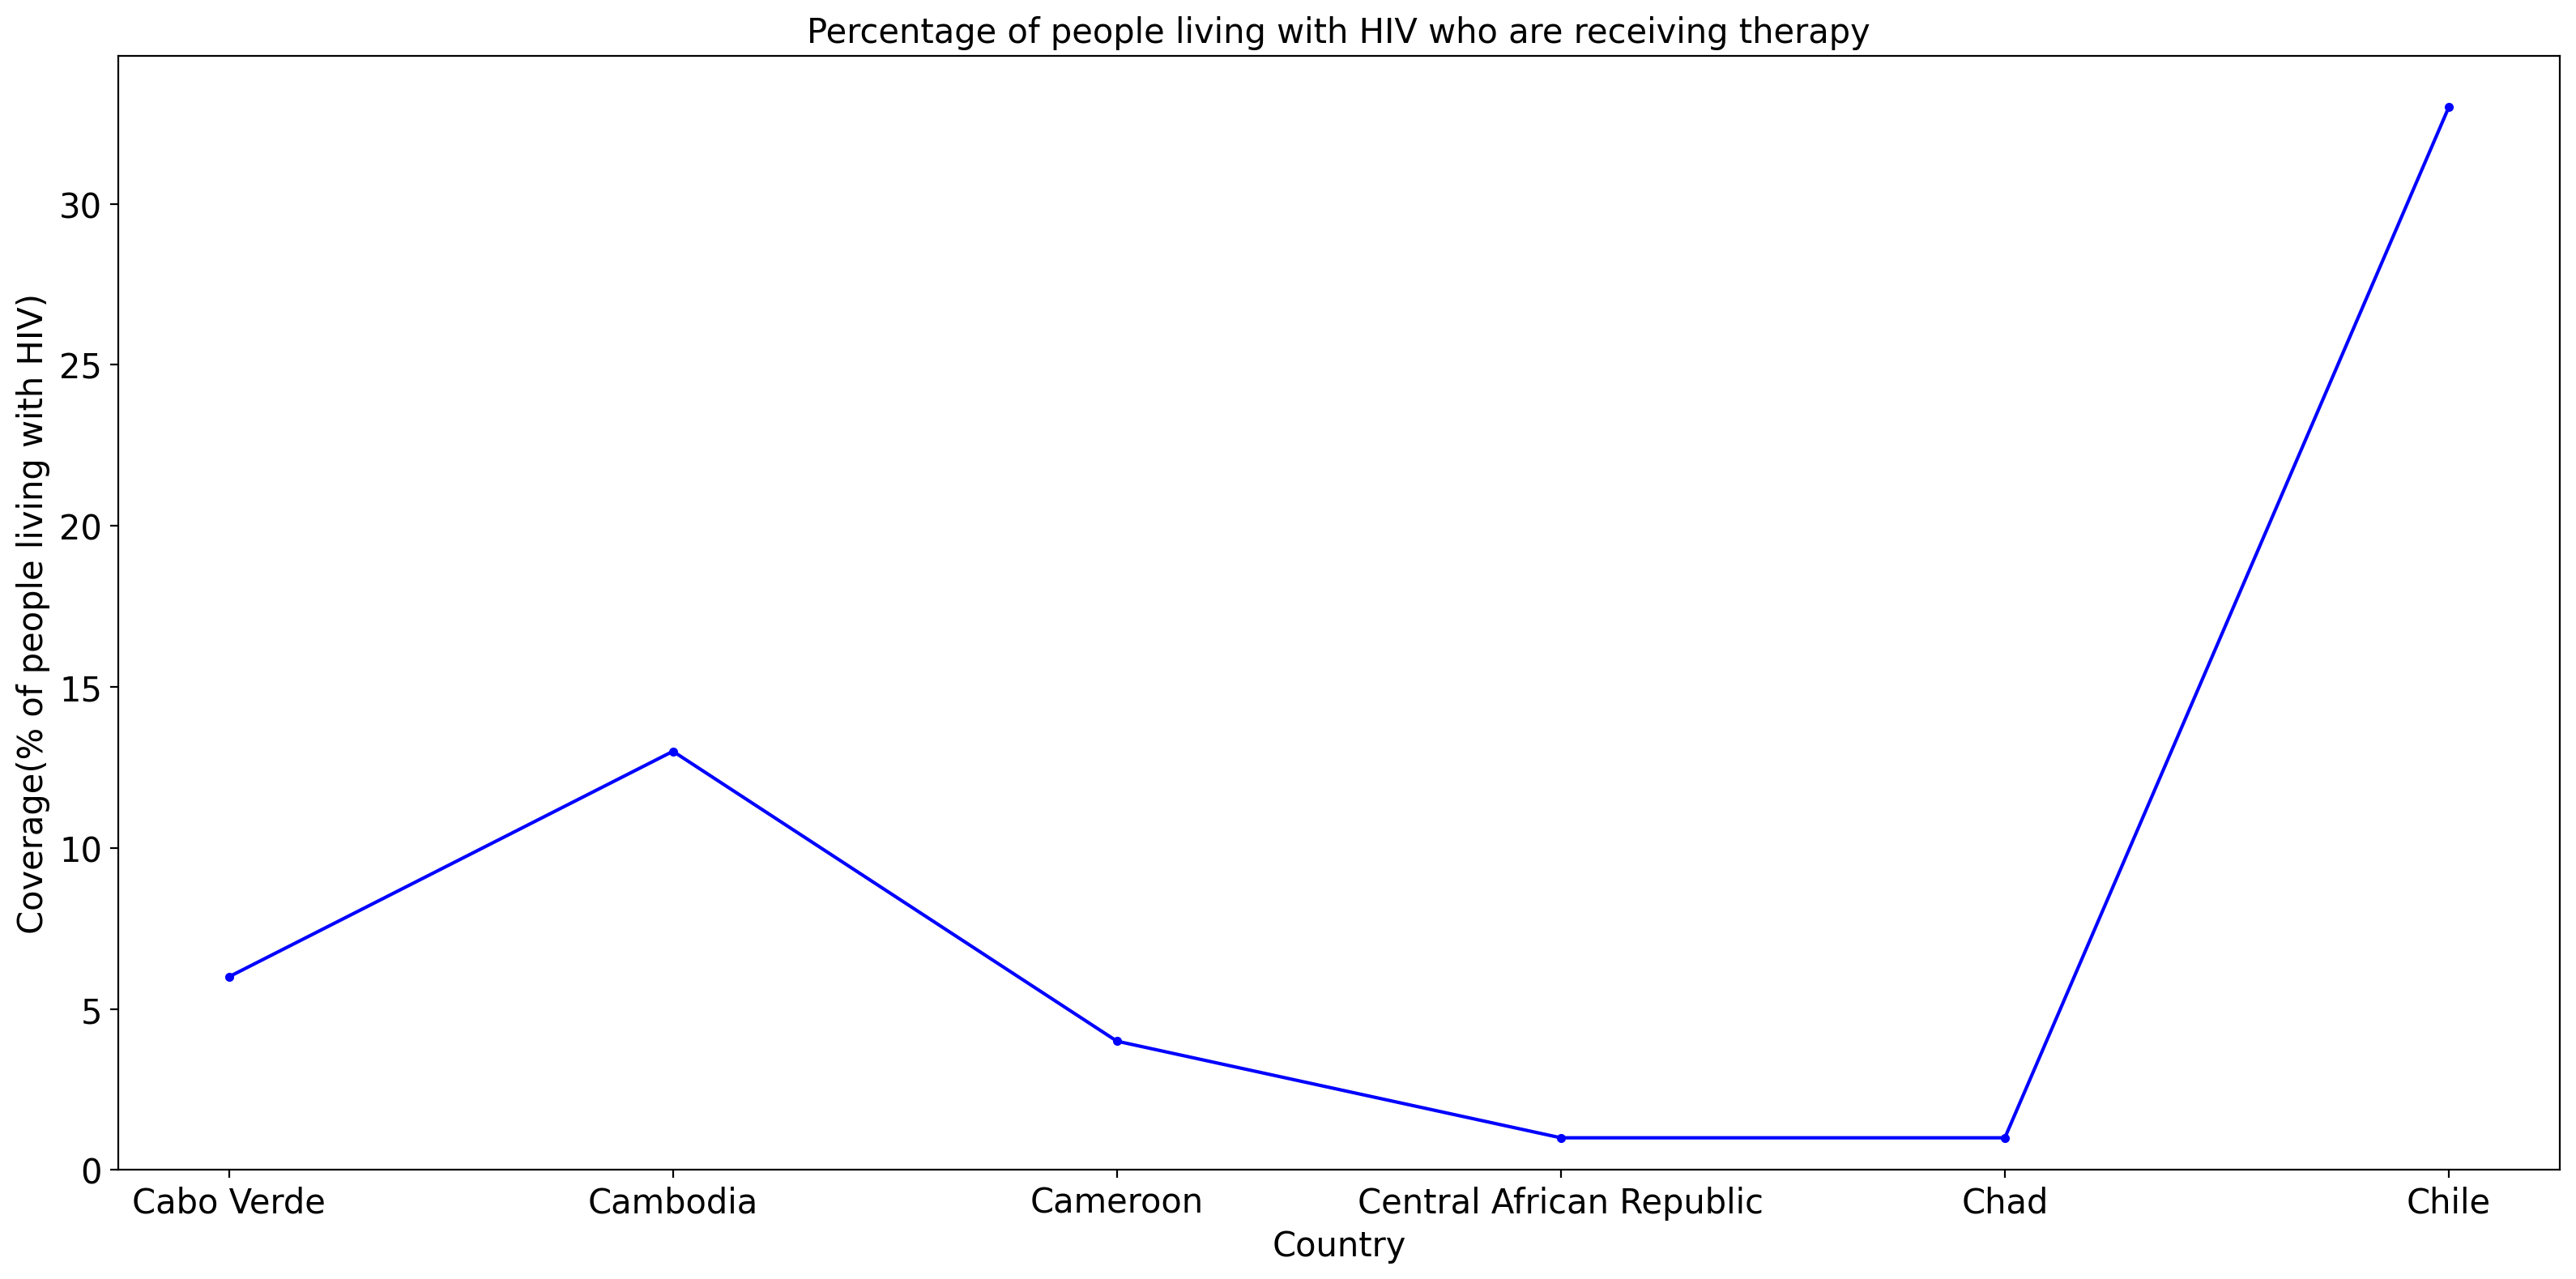 Percentage of people living with HIV who are receiving therapy
Coverage(% of people living with HIV)
30
25
20
15
10
5
0
Cabo Verde Cambodia Cameroon Central African Republic Chad Chile
Country